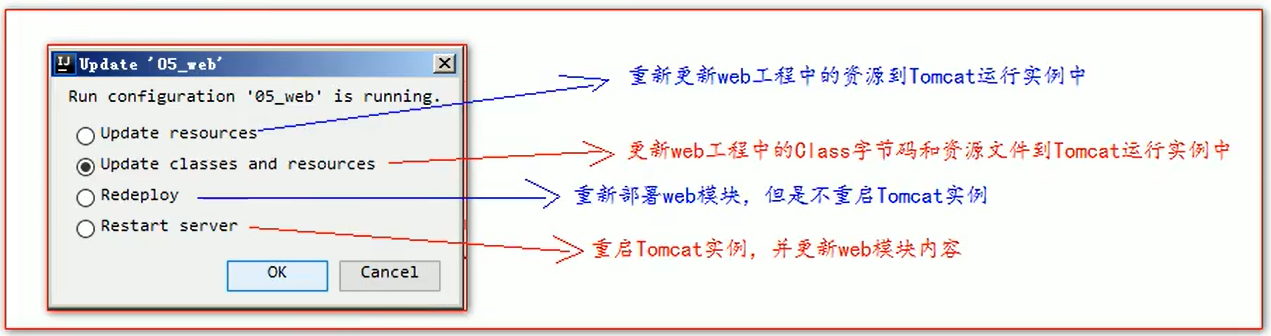 IJ Update '05_web'
Run configuration '05_web' is running.
Update resources
重新更新web工程中的资源到Tomcat运行实例中
Update classes and resources
更新web工程中的Class字节码和资源文件到Tomcat运行实例中
Redeploy
重新部署web模块，但是不重启Tomcat实例
Restart server
重启Tomcat实例，并更新web模块内容
OK Cancel